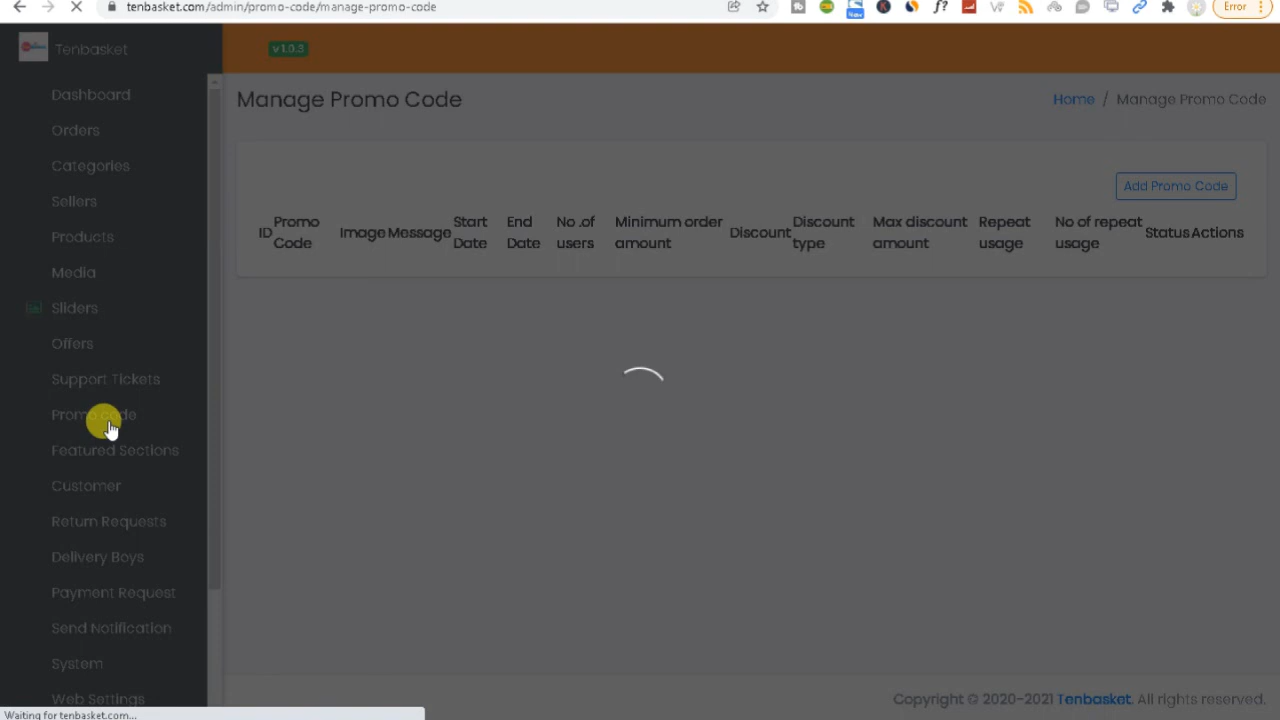 tenbasket.com/admin/promo-code/manage-promo-code
Error
Tenbasket
v 1.0.3
Dashboard
Orders
Categories
Sellers
Products
Media
Sliders
Offers
Support Tickets
Promo code
Featured Sections
Customer
Return Requests
Delivery Boys
Payment Request
Send Notification
System
Web Settings
Manage Promo Code
Home / Manage Promo Code
Add Promo Code
ID Promo Code Image Message Start Date End Date No .of users Minimum order amount Discount Discount type Max discount amount Repeat usage No of repeat usage Status Actions
Copyright © 2020-2021 Tenbasket. All rights reserved.
Waiting for tenbasket.com...